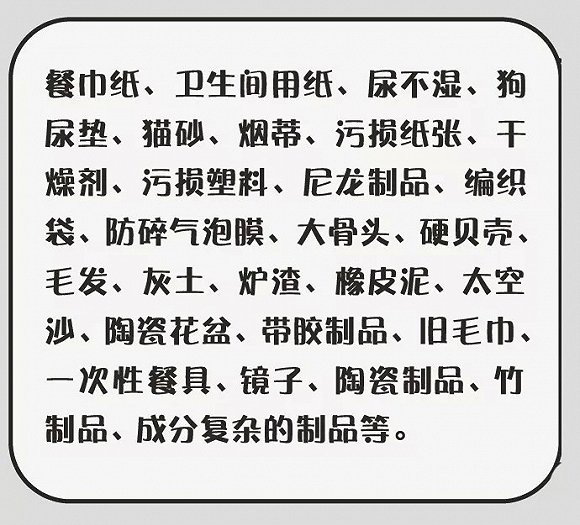 餐巾纸、卫生间用纸、尿不湿、狗
尿垫、猫砂、烟蒂、污损纸张、干
燥剂、污损塑料、尼龙制品、编织
袋、防碎气泡膜、大骨头、硬贝壳、
毛发、灰土、炉渣、橡皮泥、太空
沙、陶瓷花盆、带胶制品、旧毛巾、
一次性餐具、镜子、陶瓷制品、竹
制品、成分复杂的制品等。